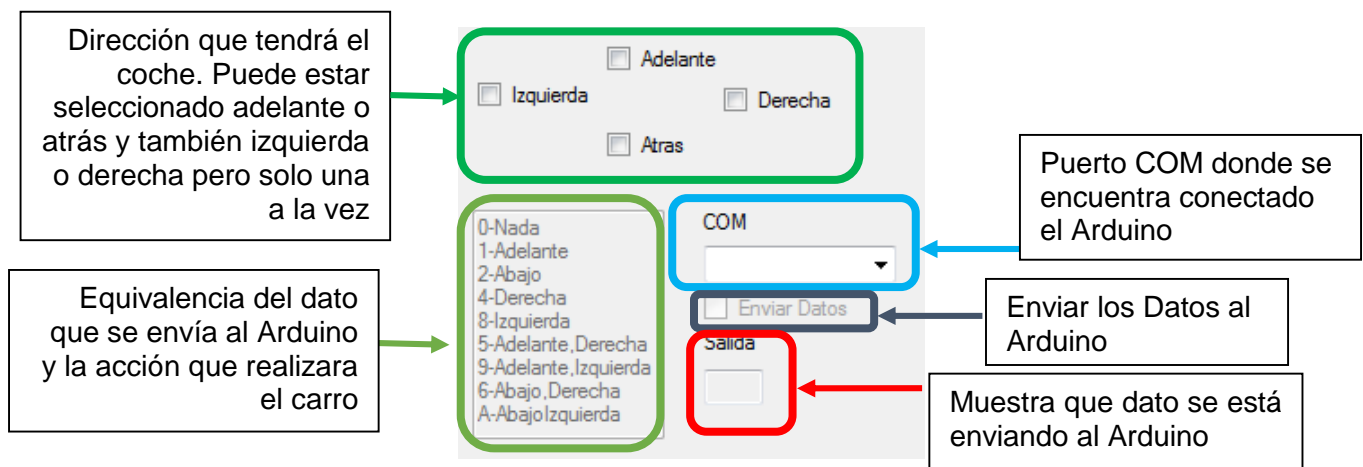 Dirección que tendrá el
coche. Puede estar
seleccionado adelante o
atrás y también izquierda
o derecha pero solo una
a la vez
Adelante
Izquierda
Derecha
Atras
Puerto COM donde se
encuentra conectado
el Arduino
Equivalencia del dato
que se envía al Arduino
y la acción que realizara
el carro
0-Nada
1-Adelante
2-Abajo
4-Derecha
8-Izquierda
5-Adelante,Derecha
9-Adelante,Izquierda
6-Abajo,Derecha
A-AbajoIzquierda
COM
Enviar Datos
Salida
Enviar los Datos al
Arduino
Muestra que dato se está
enviando al Arduino